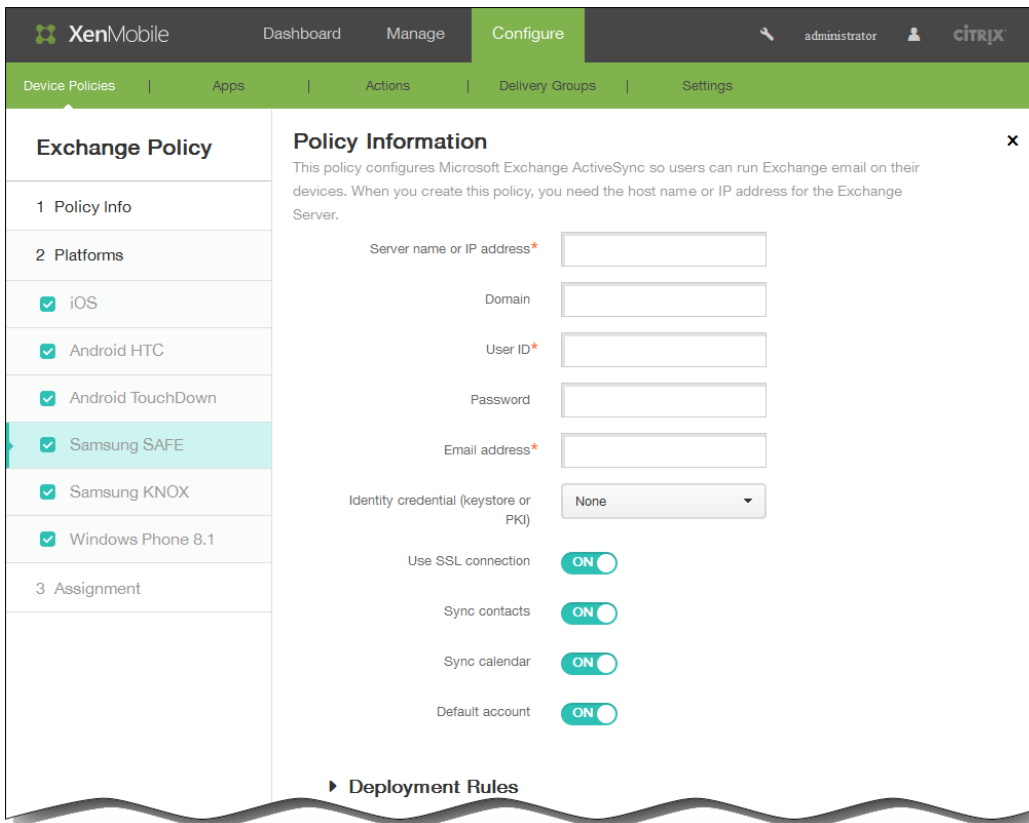 XenMobile Dashboard Manage Configure administrator CITRIX
Device Policies | Apps | Actions | Delivery Groups | Settings
Exchange Policy
1 Policy Info
2 Platforms
iOS
Android HTC
Android TouchDown
Samsung SAFE
Samsung KNOX
Windows Phone 8.1
3 Assignment
Policy Information
This policy configures Microsoft Exchange ActiveSync so users can run Exchange email on their
devices. When you create this policy, you need the host name or IP address for the Exchange
Server.
Server name or IP address*
Domain
User ID*
Password
Email address*
Identity credential (keystore or
PKI)
None
Use SSL connection ON
Sync contacts ON
Sync calendar ON
Default account ON
Deployment Rules